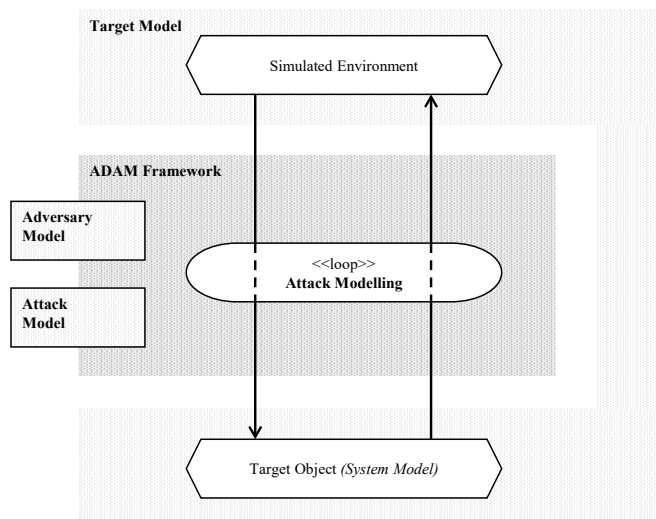 Target Model
Simulated Environment
ADAM Framework
Adversary
Model
<<loop>>
Attack Modelling
Attack
Model
Target Object (System Model)